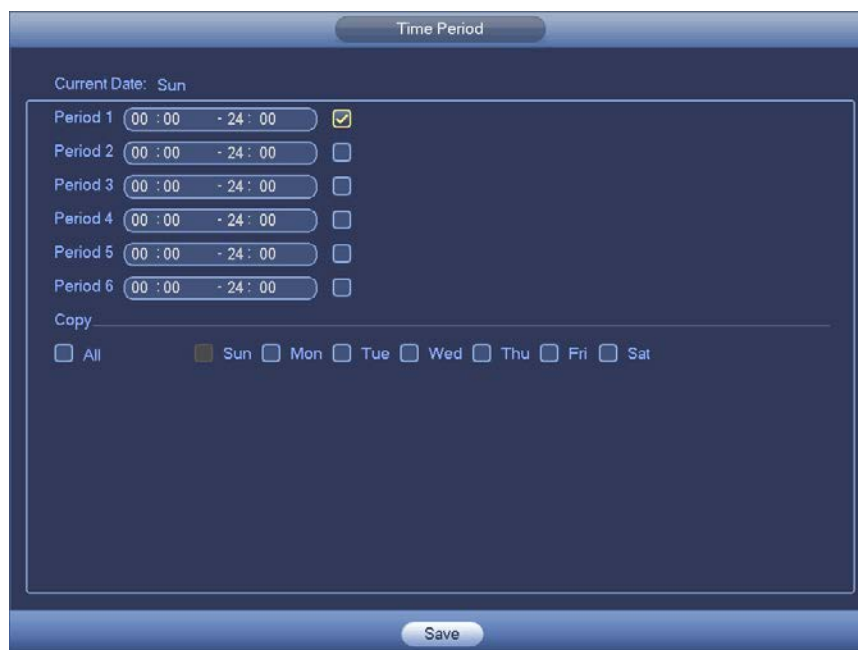 Time Period
Current Date: Sun
Period 1 00 :00 - 24 : 00
Period 2 00 :00 - 24 : 00
Period 3 00 :00 - 24 : 00
Period 4 00 :00 - 24 : 00
Period 5 00 :00 - 24 : 00
Period 6 00 :00 - 24 : 00
Copy
All Sun Mon Tue Wed Thu Fri Sat
Save